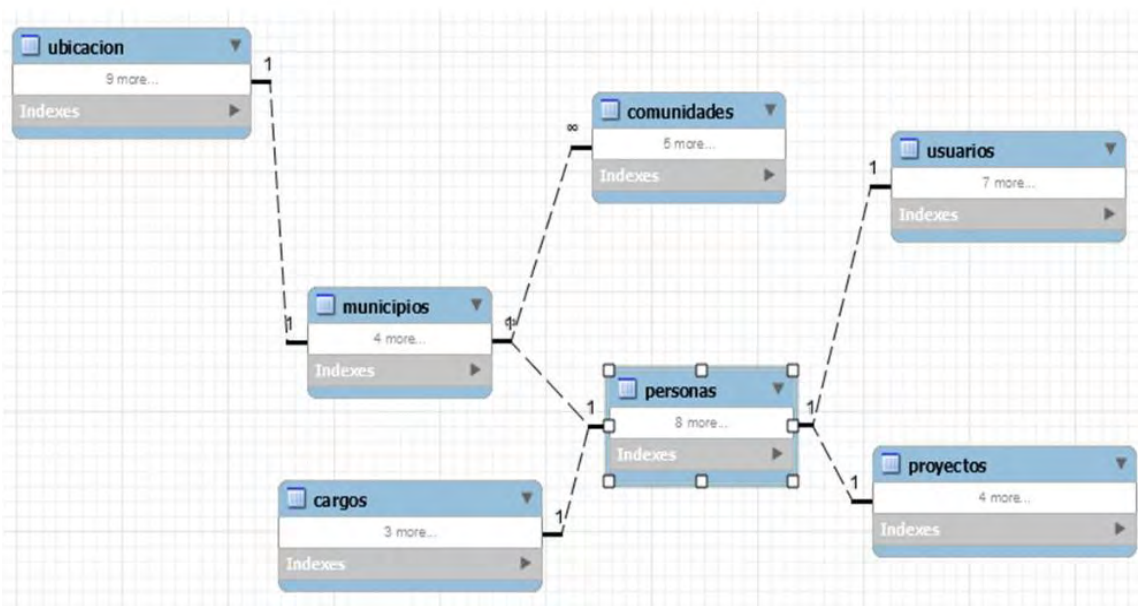 ubicacion
9 more...
Indexes
1
comunidades
5 more...
Indexes
∞
usuarios
7 more...
Indexes
1
municipios
4 more...
Indexes
1
personas
8 more...
Indexes
1
1
cargos
3 more...
Indexes
1
proyectos
4 more...
Indexes
1